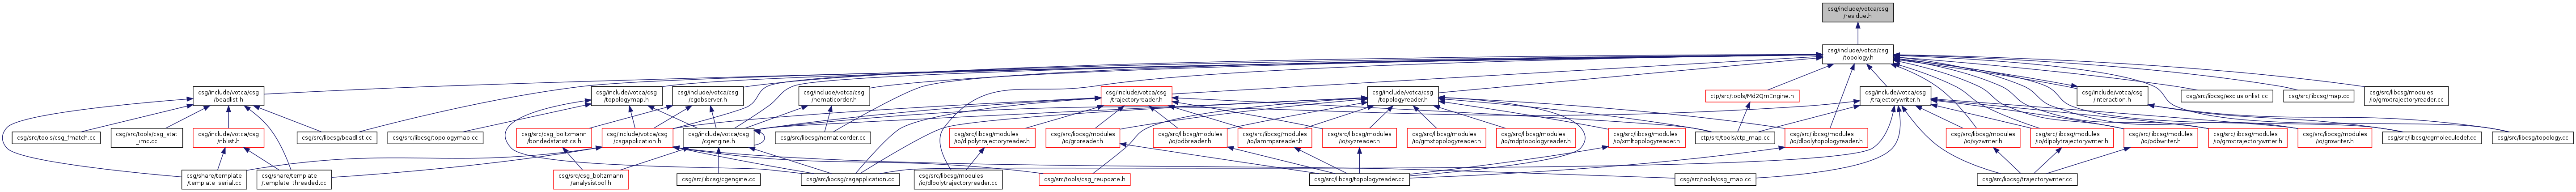 csg/include/votca/csg
/residue.h
csg/include/votca/csg
/topology.h
csg/include/votca/csg
/beadlist.h
csg/include/votca/csg
/topologymap.h
csg/include/votca/csg
/cgobserver.h
csg/include/votca/csg
/nematicorder.h
csg/include/votca/csg
/trajectoryreader.h
csg/include/votca/csg
/topologyreader.h
ctp/src/tools/Md2QmEngine.h
csg/include/votca/csg
/trajectorywriter.h
csg/include/votca/csg
/interaction.h
csg/src/libcsg/exclusionlist.cc
csg/src/libcsg/map.cc
csg/src/libcsg/modules
/io/gmxtrajectoryreader.cc
csg/src/tools/csg_fmatch.cc
csg/src/tools/csg_stat
_imc.cc
csg/include/votca/csg
/nblist.h
csg/src/libcsg/beadlist.cc
csg/src/libcsg/topologymap.cc
csg/src/csg_boltzmann
/bondedstatistics.h
csg/include/votca/csg
/csgapplication.h
csg/include/votca/csg
/cgengine.h
csg/src/libcsg/nematicorder.cc
csg/src/libcsg/modules
/io/dlpolytrajectoryreader.h
csg/src/libcsg/modules
/io/groreader.h
csg/src/libcsg/modules
/io/pdbreader.h
csg/src/libcsg/modules
/io/lammpsreader.h
csg/src/libcsg/modules
/io/xyzreader.h
csg/src/libcsg/modules
/io/gmxtopologyreader.h
csg/src/libcsg/modules
/io/mdptopologyreader.h
csg/src/libcsg/modules
/io/xmltopologyreader.h
ctp/src/tools/ctp_map.cc
csg/src/libcsg/modules
/io/dlpolytopologyreader.h
csg/src/libcsg/modules
/io/xyzwriter.h
csg/src/libcsg/modules
/io/dlpolytrajectorywriter.h
csg/src/libcsg/modules
/io/pdbwriter.h
csg/src/libcsg/modules
/io/gmxtrajectorywriter.h
csg/src/libcsg/modules
/io/growriter.h
csg/src/libcsg/cgmoleculedef.cc
csg/src/libcsg/topology.cc
csg/share/template
/template_serial.cc
csg/share/template
/template_threaded.cc
csg/src/csg_boltzmann
/analysistool.h
csg/src/libcsg/cgengine.cc
csg/src/libcsg/csgapplication.cc
csg/src/libcsg/modules
/io/dlpolytrajectoryreader.cc
csg/src/tools/csg_reupdate.h
csg/src/libcsg/topologyreader.cc
csg/src/tools/csg_map.cc
csg/src/libcsg/trajectorywriter.cc